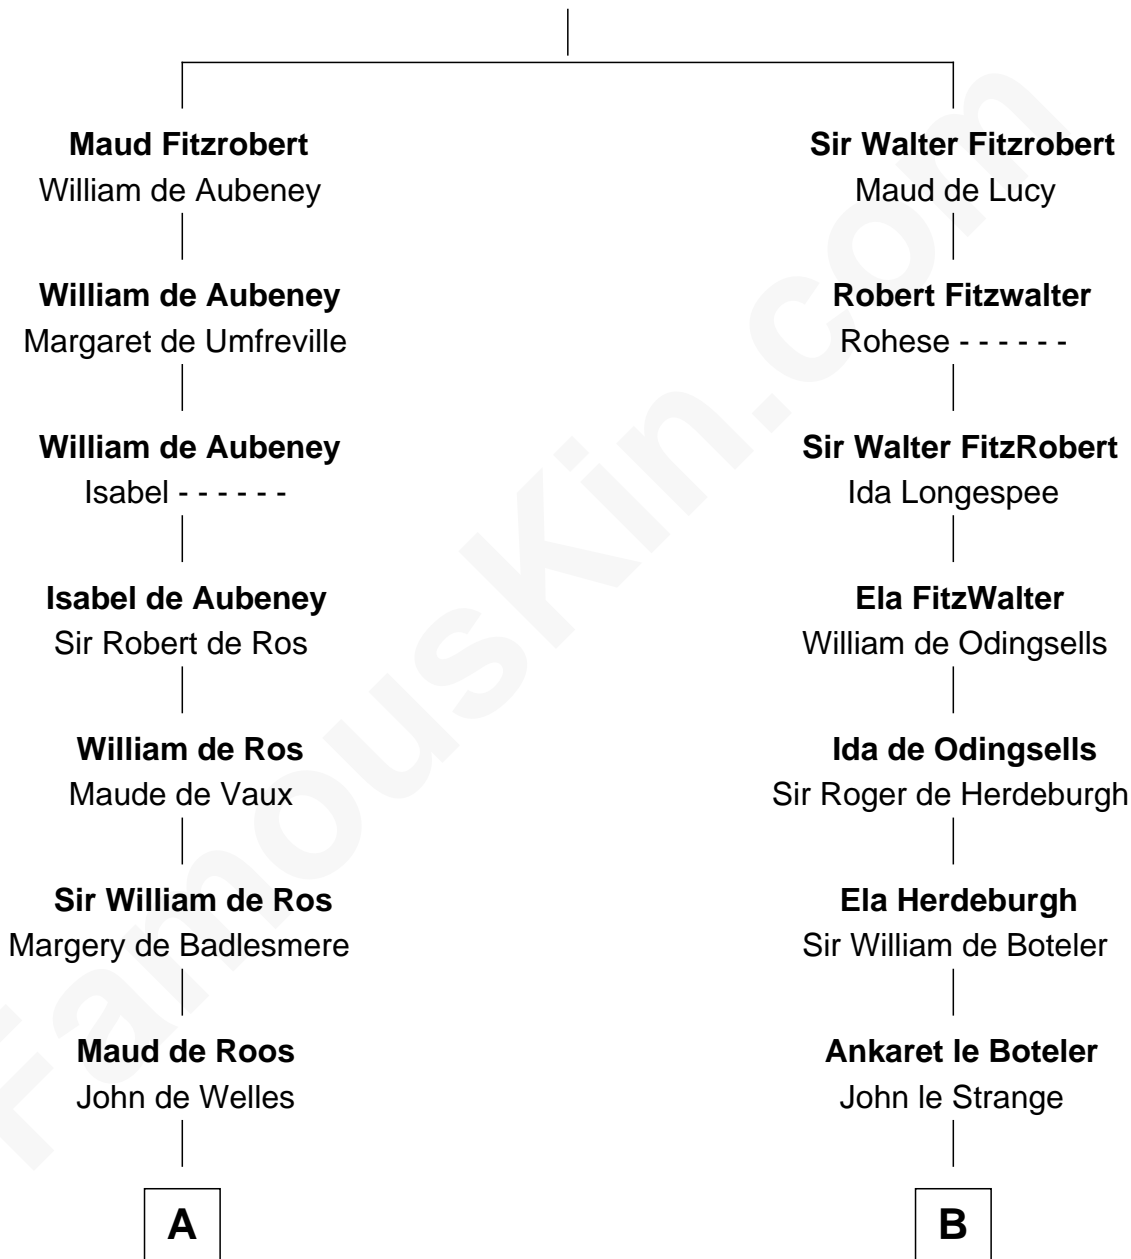 Maud Fitzrobert
William de Aubeney
William de Aubeney
Margaret de Umfreville
William de Aubeney
Isabel - - - - - -
Isabel de Aubeney
Sir Robert de Ros
William de Ros
Maude de Vaux
Sir William de Ros
Margery de Badlesmere
Maud de Roos
John de Welles
A
Sir Walter Fitzrobert
Maud de Lucy
Robert Fitzwalter
Rohese - - - - - -
Sir Walter FitzRobert
Ida Longespee
Ela FitzWalter
William de Odingsells
Ida de Odingsells
Sir Roger de Herdeburgh
Ela Herdeburgh
Sir William de Boteler
Ankaret le Boteler
John le Strange
B
FamousKin.com